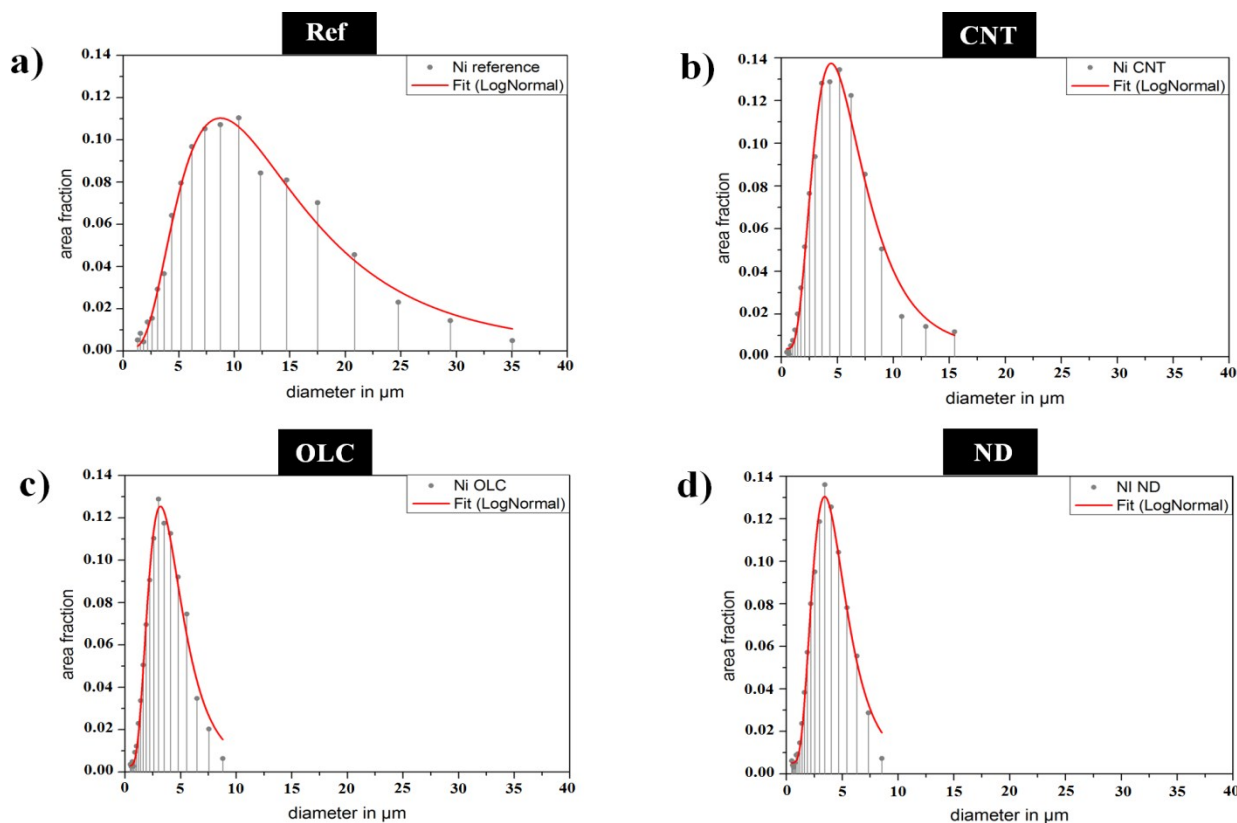 Ref
a)
0.14
0.12
0.10
0.08
0.06
0.04
0.02
0.00
area fraction
Ni reference
Fit (LogNormal)
0 5 10 15 20 25 30 35 40
diameter in µm
CNT
b)
0.14
0.12
0.10
0.08
0.06
0.04
0.02
0.00
area fraction
Ni CNT
Fit (LogNormal)
0 5 10 15 20 25 30 35 40
diameter in µm
OLC
c)
0.14
0.12
0.10
0.08
0.06
0.04
0.02
0.00
area fraction
Ni OLC
Fit (LogNormal)
0 5 10 15 20 25 30 35 40
diameter in µm
ND
d)
0.14
0.12
0.10
0.08
0.06
0.04
0.02
0.00
area fraction
NI ND
Fit (LogNormal)
0 5 10 15 20 25 30 35 40
diameter in µm